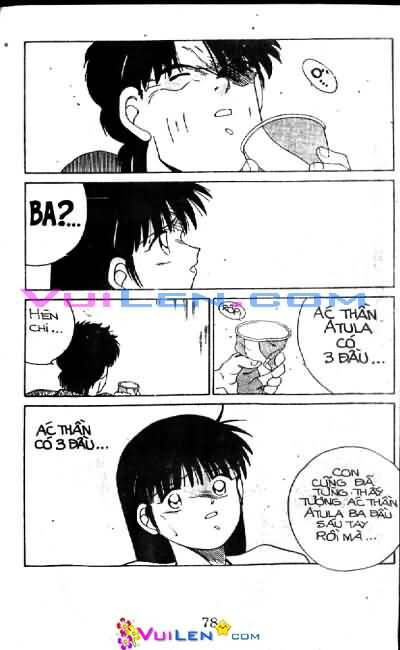 Ơ...
BA?...
VUILEN.COM
HÈN
CHI...
RỐP
ÁC THẦN
ATULA
CÓ
3 ĐẦU...
ÁC THẦN
CÓ 3 ĐẦU...
CON
CŨNG ĐÃ
TỪNG THẤY
TƯỢNG ÁC THẦN
ATULA BA ĐẦU
SÁU TAY
RỒI MÀ...
78
VUILEN.COM